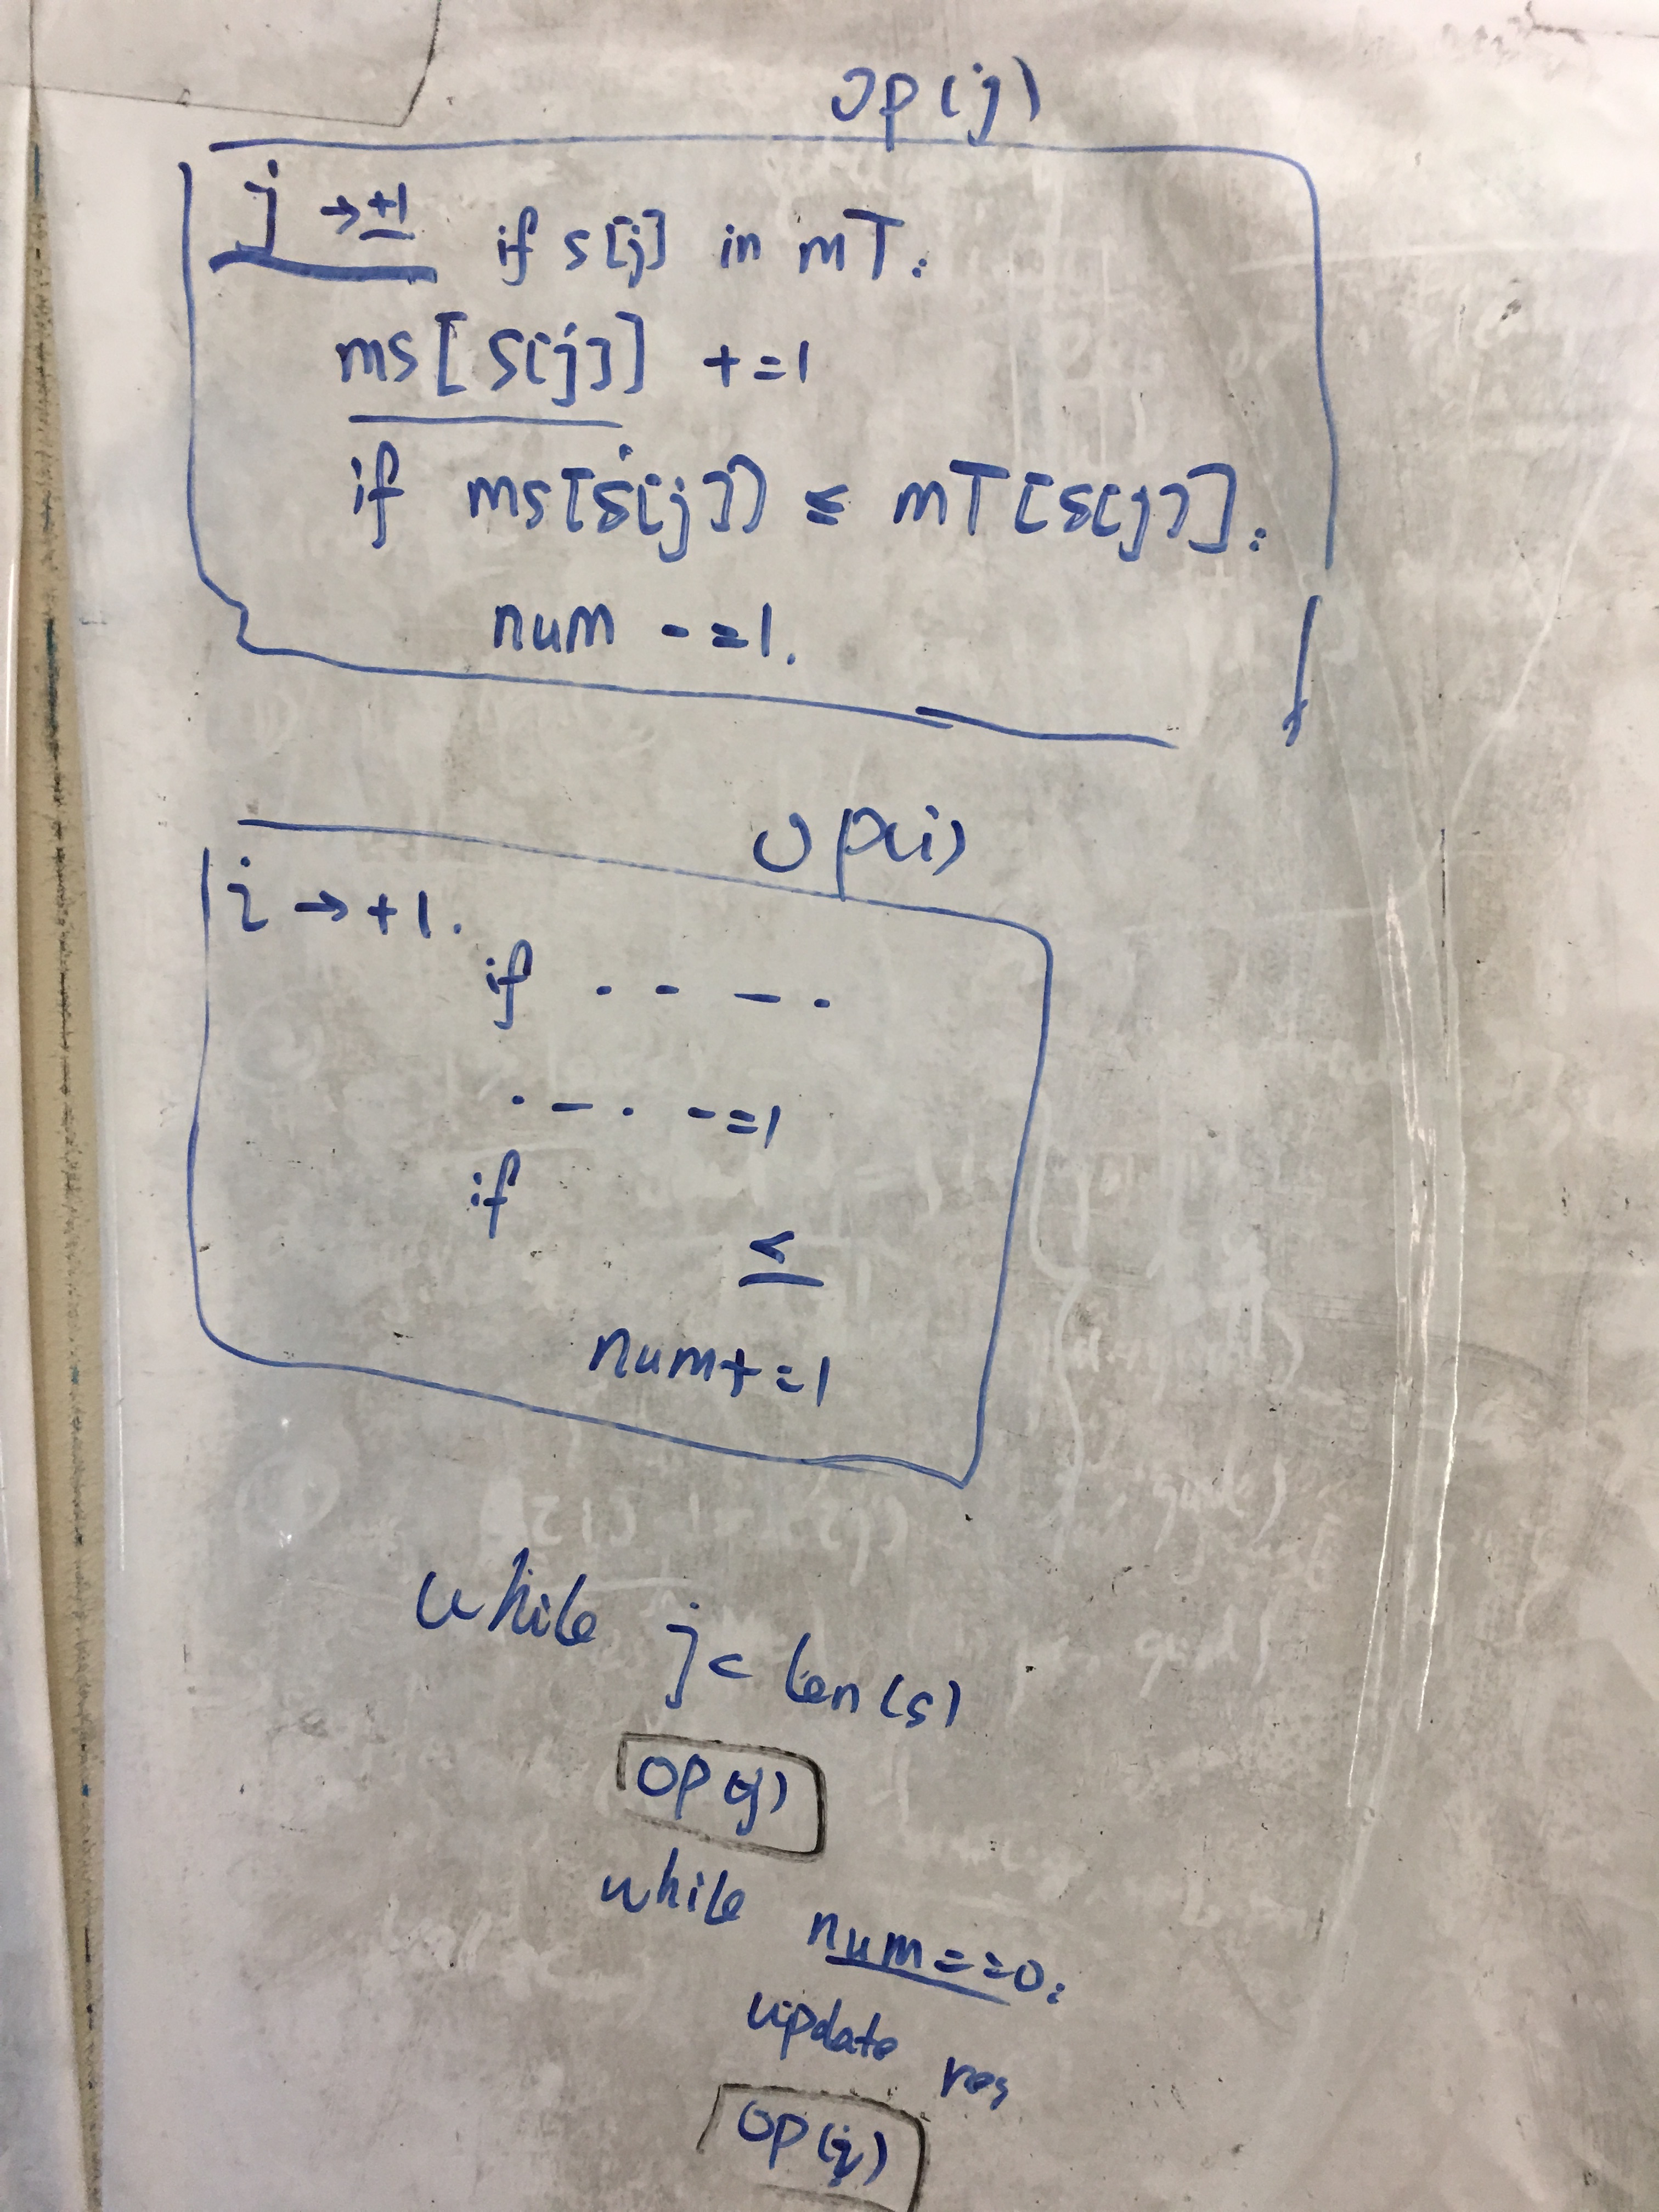 op(j)
j →+1 if s[j] in mT:
ms[s[j]] +=1
if ms[s[j]] ≤ mT[s[j]]:
num -=1.
op(i)
i → +1.
if . - - .
. - . -=1
if
<
num+=1
while j< len(s)
op(j)
while num==0:
update res
op(i)